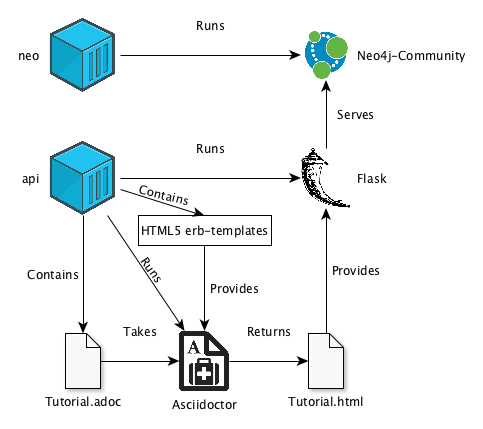 Runs
neo
Neo4j-Community
Serves
Runs
api
Flask
Contains
HTML5 erb-templates
Contains
Runs
Provides
Provides
Takes
Returns
A
Tutorial.adoc
Asciidoctor
Tutorial.html